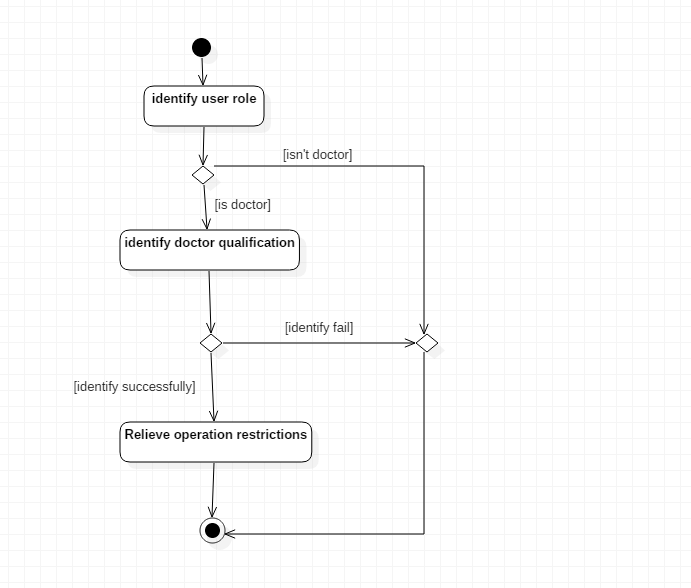 identify user role
[isn't doctor]
[is doctor]
identify doctor qualification
[identify fail]
[identify successfully]
Relieve operation restrictions